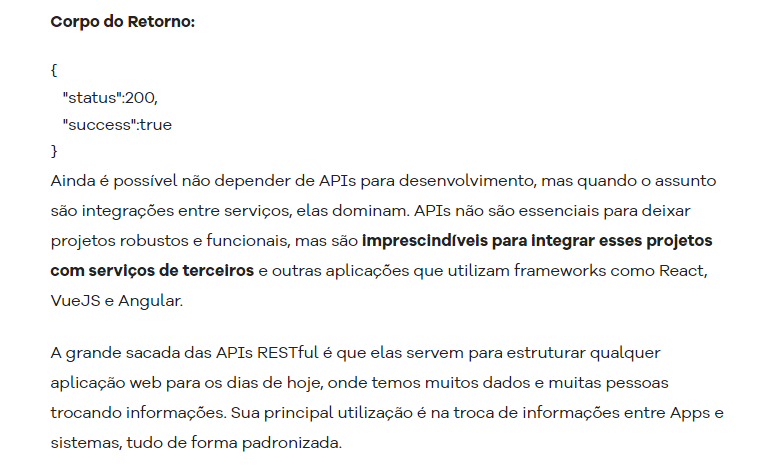 Corpo do Retorno:
{
"status":200,
"success":true
}
Ainda é possível não depender de APIs para desenvolvimento, mas quando o assunto
são integrações entre serviços, elas dominam. APIs não são essenciais para deixar
projetos robustos e funcionais, mas são imprescindíveis para integrar esses projetos
com serviços de terceiros e outras aplicações que utilizam frameworks como React,
VueJS e Angular.
A grande sacada das APIs RESTful é que elas servem para estruturar qualquer
aplicação web para os dias de hoje, onde temos muitos dados e muitas pessoas
trocando informações. Sua principal utilização é na troca de informações entre Apps e
sistemas, tudo de forma padronizada.